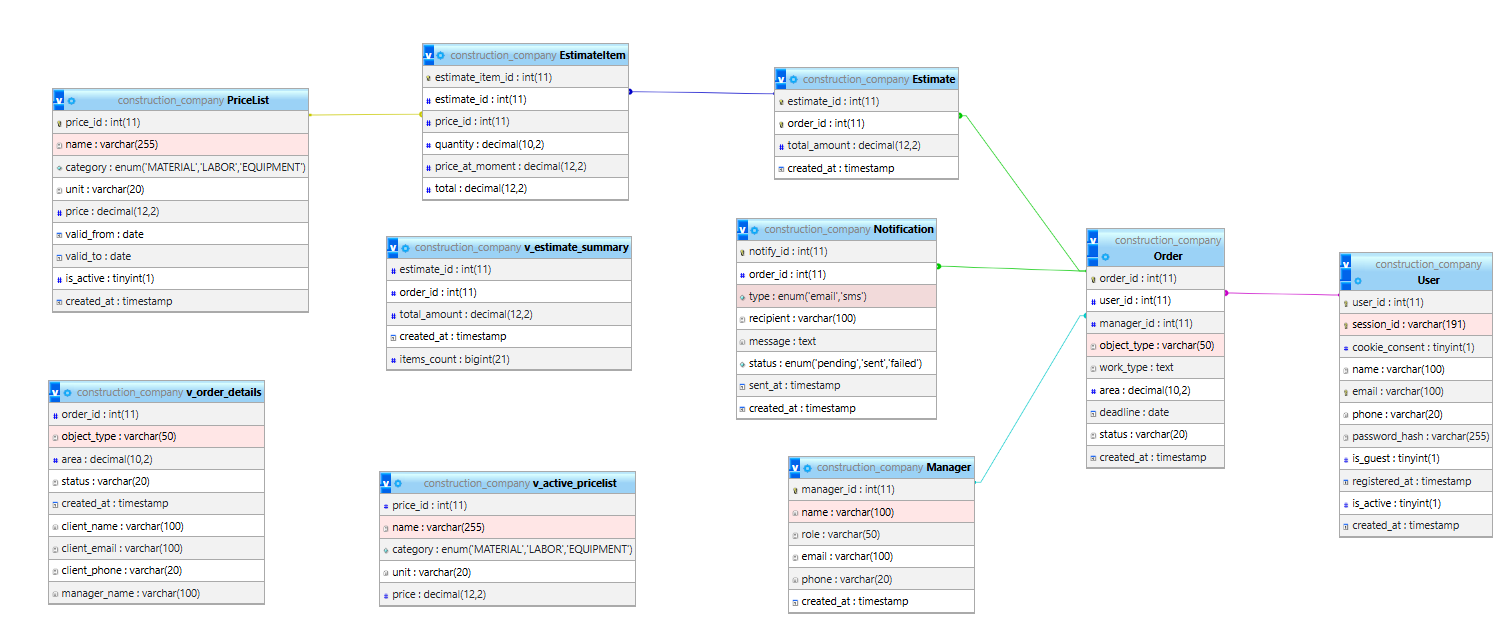 construction_company PriceList
price_id : int(11)
name : varchar(255)
category : enum('MATERIAL','LABOR','EQUIPMENT')
unit : varchar(20)
price : decimal(12,2)
valid_from : date
valid_to : date
is_active : tinyint(1)
created_at : timestamp
construction_company EstimateItem
estimate_item_id : int(11)
estimate_id : int(11)
price_id : int(11)
quantity : decimal(10,2)
price_at_moment : decimal(12,2)
total : decimal(12,2)
construction_company Estimate
estimate_id : int(11)
order_id : int(11)
total_amount : decimal(12,2)
created_at : timestamp
construction_company v_estimate_summary
estimate_id : int(11)
order_id : int(11)
total_amount : decimal(12,2)
created_at : timestamp
items_count : bigint(21)
construction_company Notification
notify_id : int(11)
order_id : int(11)
type : enum('email','sms')
recipient : varchar(100)
message : text
status : enum('pending','sent','failed')
sent_at : timestamp
created_at : timestamp
construction_company
Order
order_id : int(11)
user_id : int(11)
manager_id : int(11)
object_type : varchar(50)
work_type : text
area : decimal(10,2)
deadline : date
status : varchar(20)
created_at : timestamp
construction_company
User
user_id : int(11)
session_id : varchar(191)
cookie_consent : tinyint(1)
name : varchar(100)
email : varchar(100)
phone : varchar(20)
password_hash : varchar(255)
is_guest : tinyint(1)
registered_at : timestamp
is_active : tinyint(1)
created_at : timestamp
construction_company v_order_details
order_id : int(11)
object_type : varchar(50)
area : decimal(10,2)
status : varchar(20)
created_at : timestamp
client_name : varchar(100)
client_email : varchar(100)
client_phone : varchar(20)
manager_name : varchar(100)
construction_company v_active_pricelist
price_id : int(11)
name : varchar(255)
category : enum('MATERIAL','LABOR','EQUIPMENT')
unit : varchar(20)
price : decimal(12,2)
construction_company Manager
manager_id : int(11)
name : varchar(100)
role : varchar(50)
email : varchar(100)
phone : varchar(20)
created_at : timestamp